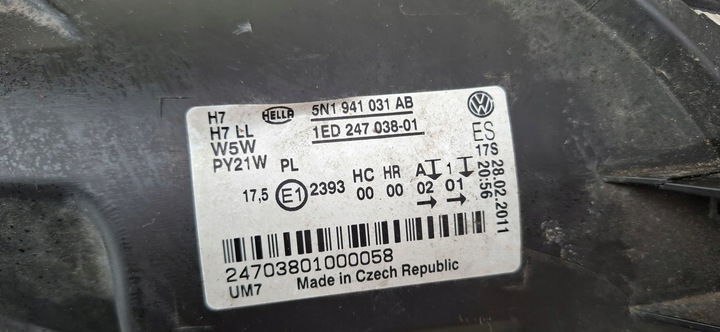 H7 HELLA 5N1 941 031 AB
H7 LL 1ED 247 038-01
W5W
PY21W PL HC HR A 1
17,5 E1 2393 00 00 02 01
→ →
ES
17S 28.02.2011
20:56
24703801000058
UM7 Made in Czech Republic